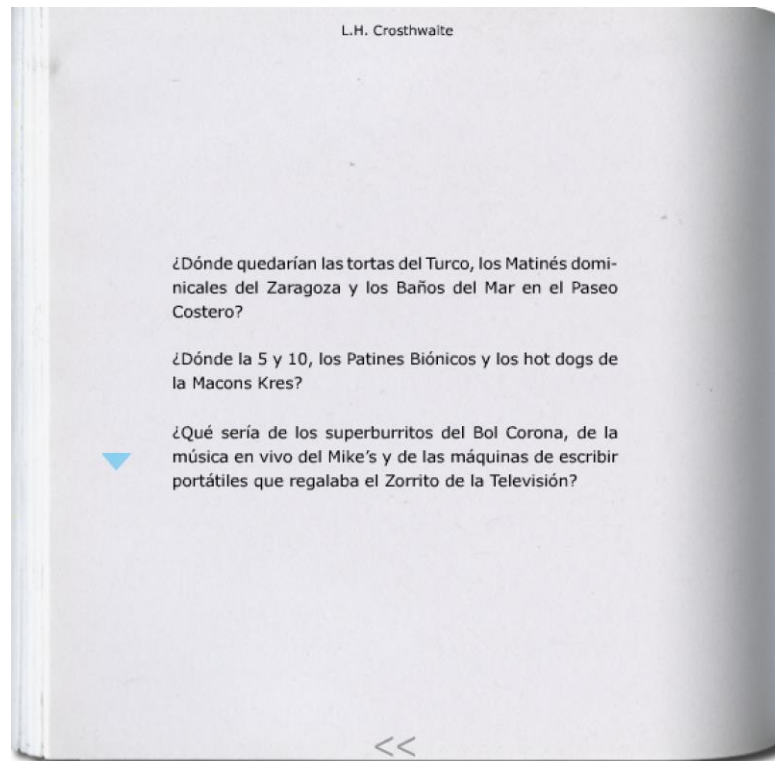 L.H. Crosthwaite
¿Dónde quedarían las tortas del Turco, los Matinés domi-
nicales del Zaragoza y los Baños del Mar en el Paseo
Costero?
¿Dónde la 5 y 10, los Patines Biónicos y los hot dogs de
la Macons Kres?
¿Qué sería de los superburritos del Bol Corona, de la
música en vivo del Mike's y de las máquinas de escribir
portátiles que regalaba el Zorrito de la Televisión?
<<